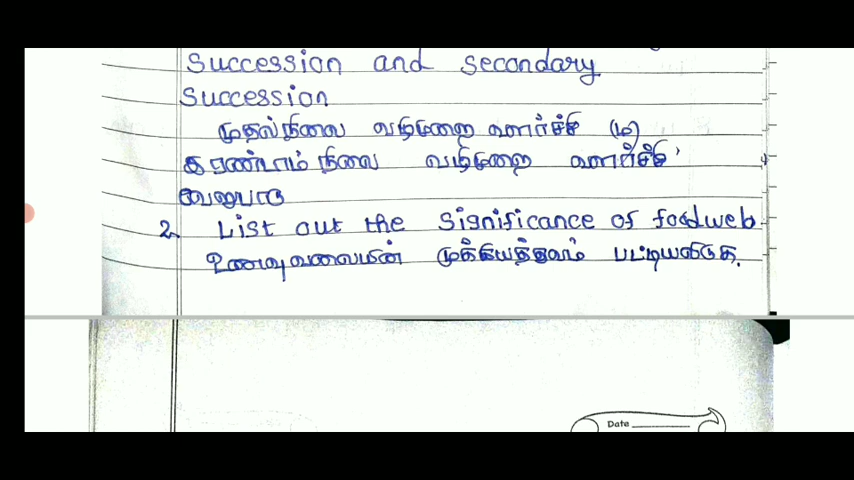 succession and secondary
succession
முதல்நிலை வழிமுறை வளர்ச்சி (ம)
இரண்டாம் நிலை வழிமுறை வளர்ச்சி
வேறுபாடு
2. List out the significance of foodweb
உணவு வலையின் முக்கியத்துவம் பட்டியலிடுக.
Date